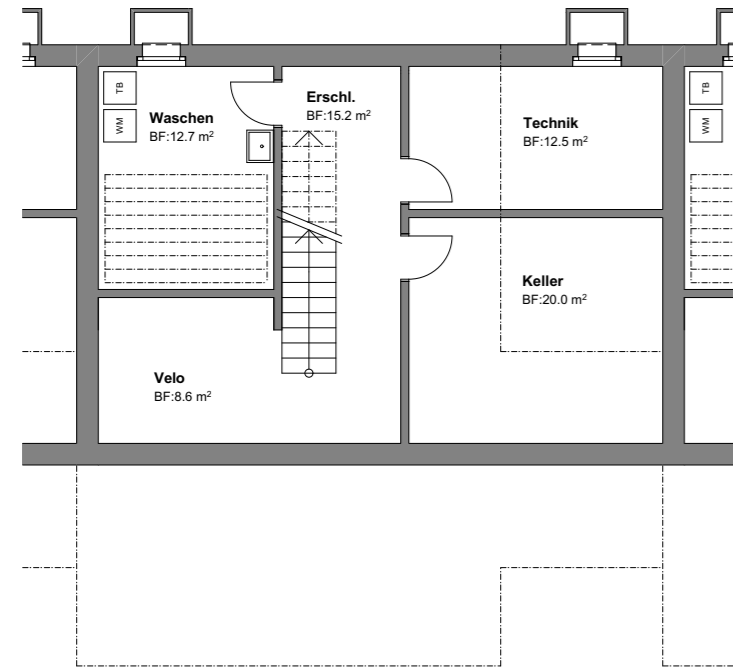 TB
WM
Waschen
BF:12.7 m²
Erschl.
BF:15.2 m²
Technik
BF:12.5 m²
TB
WM
Keller
BF:20.0 m²
Velo
BF:8.6 m²